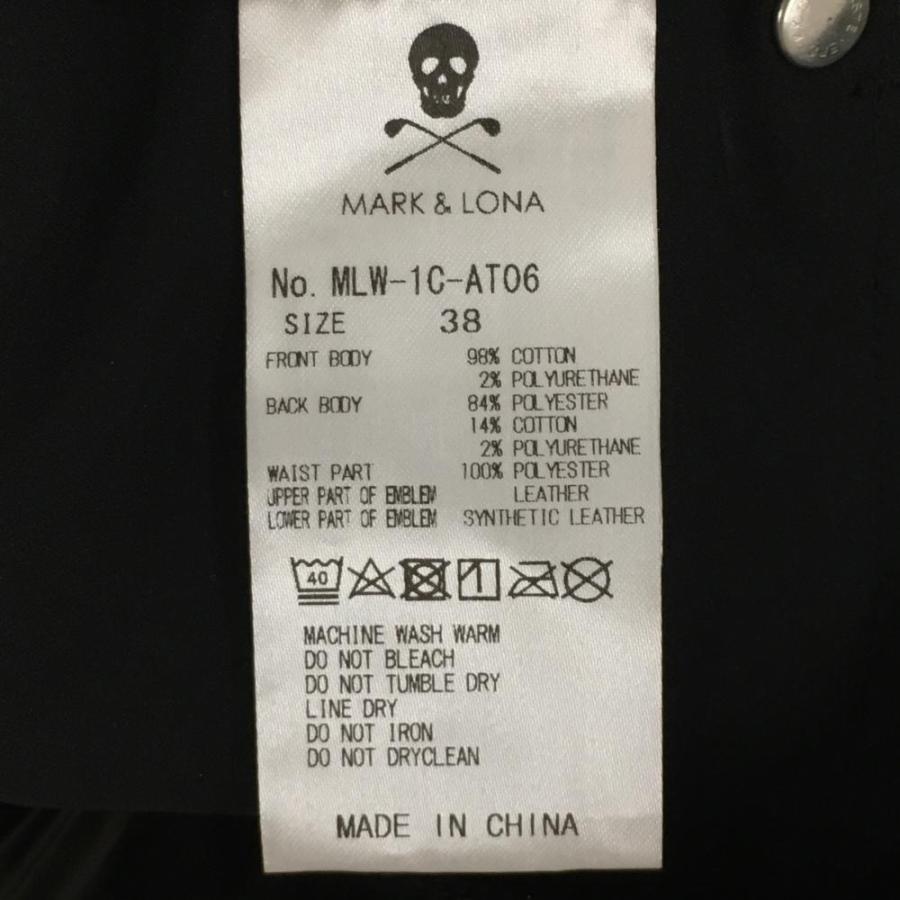 MARK & LONA
No. MLW-1C-AT06
SIZE 38
FRONT BODY 98% COTTON
2% POLYURETHANE
BACK BODY 84% POLYESTER
14% COTTON
2% POLYURETHANE
WAIST PART 100% POLYESTER
UPPER PART OF EMBLEM LEATHER
LOWER PART OF EMBLEM SYNTHETIC LEATHER
40
MACHINE WASH WARM
DO NOT BLEACH
DO NOT TUMBLE DRY
LINE DRY
DO NOT IRON
DO NOT DRYCLEAN
MADE IN CHINA